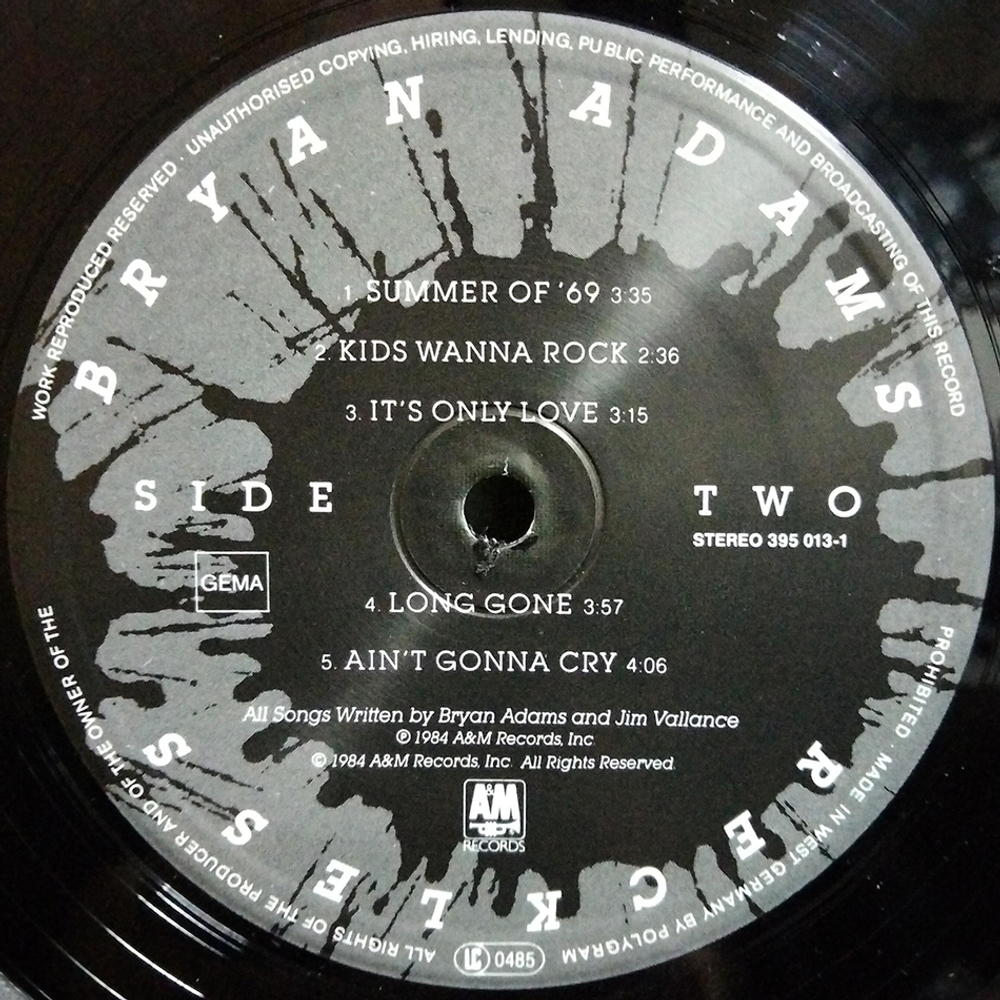 ALL RIGHTS OF THE PRODUCER AND OF THE OWNER OF THE WORK REPRODUCED RESERVED · UNAUTHORISED COPYING, HIRING, LENDING, PUBLIC PERFORMANCE AND BROADCASTING OF THIS RECORD PROHIBITED · MADE IN WEST GERMANY BY POLYGRAM
BRYAN ADAMS
1 SUMMER OF '69 3:35
2. KIDS WANNA ROCK 2:36
3. IT'S ONLY LOVE 3:15
SIDE TWO
STEREO 395 013-1
GEMA
4. LONG GONE 3:57
5. AIN'T GONNA CRY 4:06
All Songs Written by Bryan Adams and Jim Vallance
℗ 1984 A&M Records, Inc
© 1984 A&M Records, Inc. All Rights Reserved.
A&M
RECORDS
RECKLESS
LC 0485